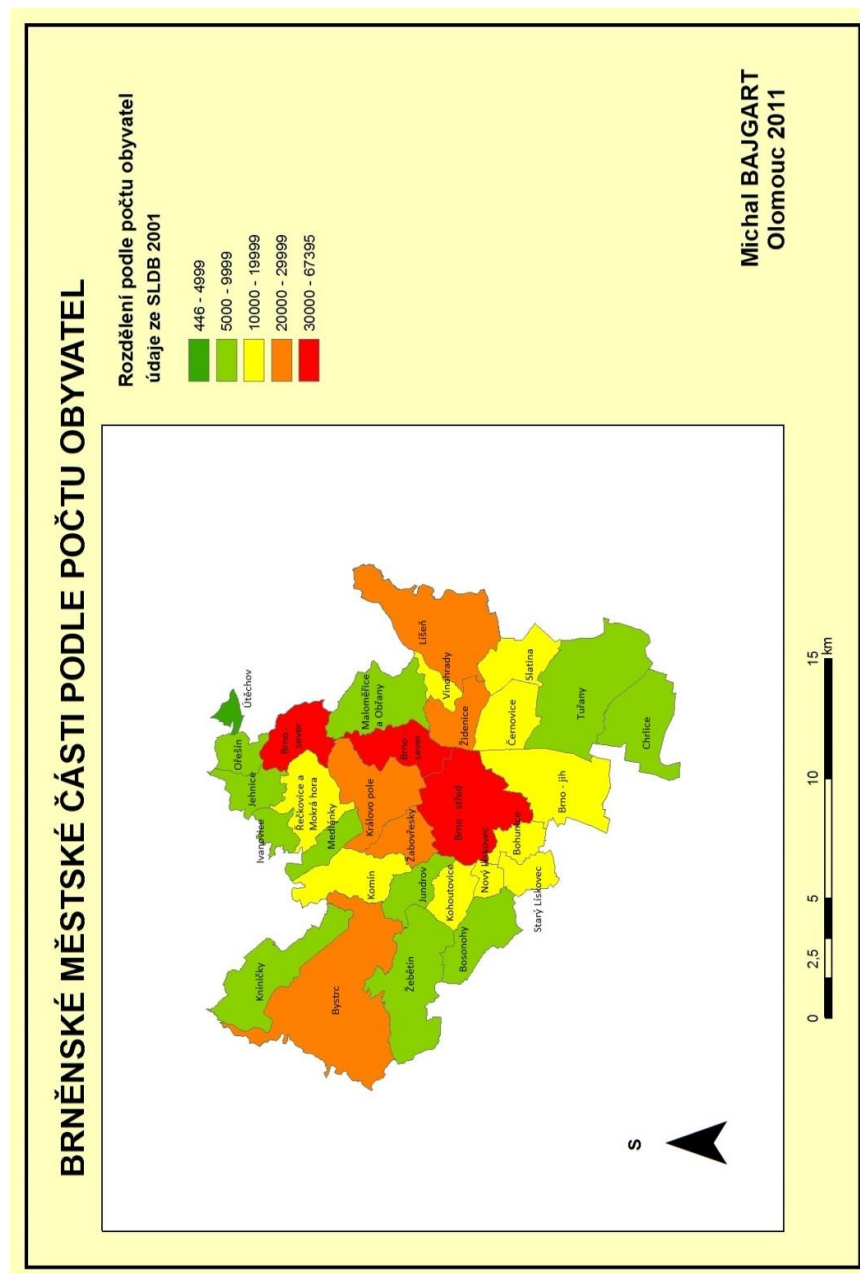 BRNĚNSKÉ MĚSTSKÉ ČÁSTI PODLE POČTU OBYVATEL
Rozdělení podle počtu obyvatel
údaje ze SLDB 2001
446 - 4999
5000 - 9999
10000 - 19999
20000 - 29999
30000 - 67395
Útěchov
Ořešín
Brno -
sever
Jehnice
Ivanovice
Řečkovice a
Mokrá hora
Medlánky
Kníničky
Bystrc
Komín
Královo pole
Maloměřice
a Obřany
Brno -
sever
Líšeň
Vinohrady
Židenice
Žabovřesky
Jundrov
Žebětín
Brno - střed
Kohoutovice
Bosonohy
Nový Lískovec
Bohunice
Starý Lískovec
Černovice
Slatina
Brno - jih
Tuřany
Chrlice
S
0
2,5
5
10
15
km
Michal BAJGART
Olomouc 2011